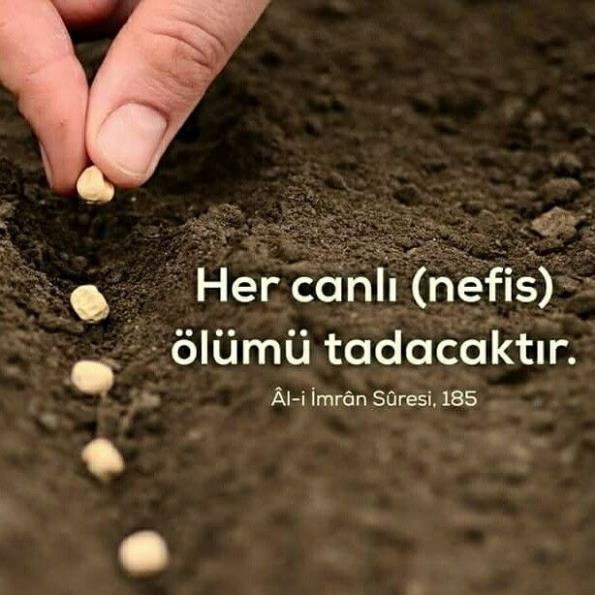 Her canlı (nefis)
ölümü tadacaktır.
Âl-i İmrân Sûresi, 185